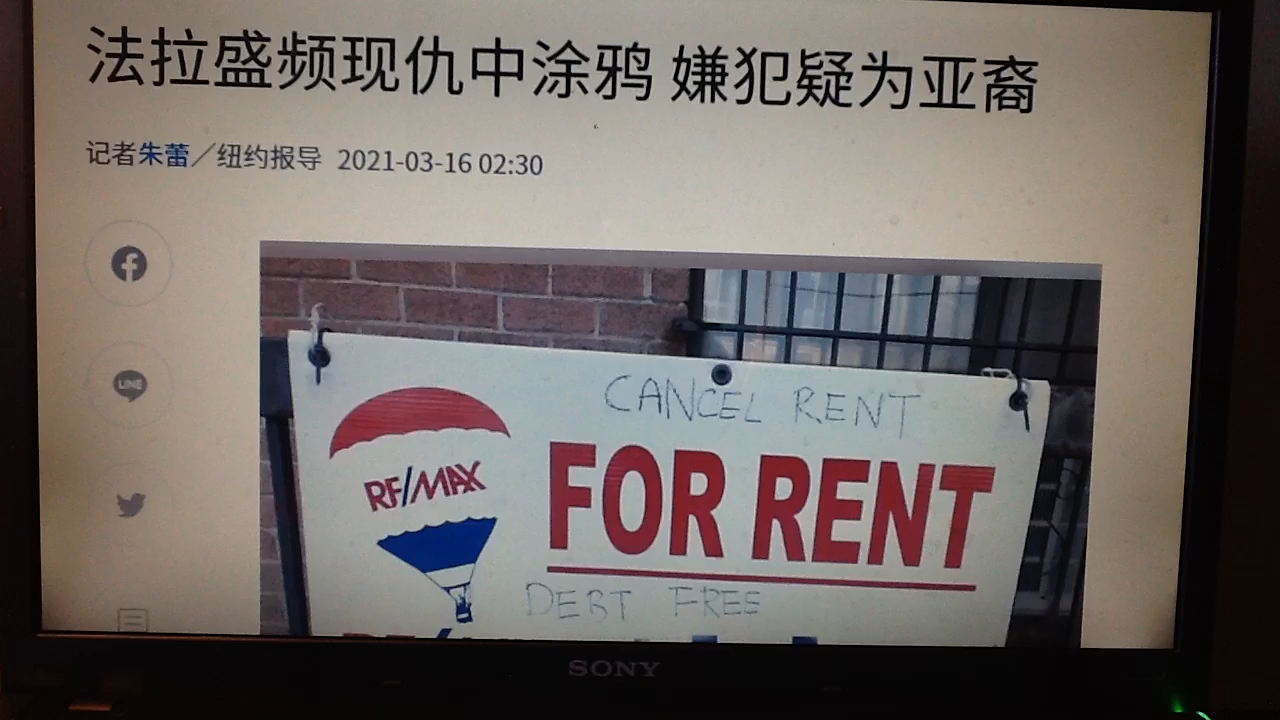 法拉盛频现仇中涂鸦 嫌犯疑为亚裔
记者朱蕾／纽约报导 2021-03-16 02:30
LINE
CANCEL RENT
RE/MAX
FOR RENT
DEBT FREE
SONY